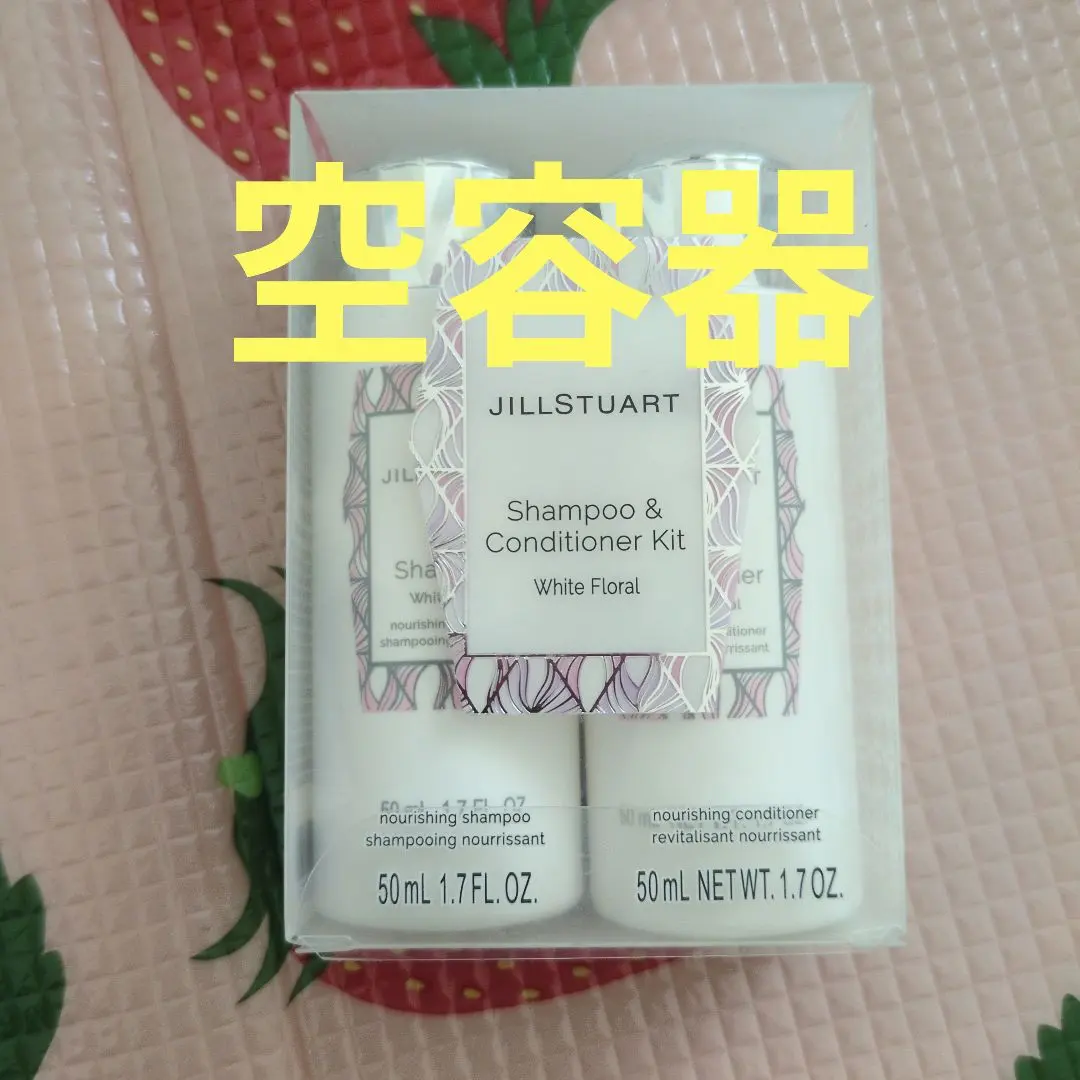 空容器
JILLSTUART
Shampoo &
Conditioner Kit
White Floral
nourishing shampoo
shampooing nourrissant
50 mL 1.7 FL. OZ.
nourishing conditioner
revitalisant nourrissant
50 mL NET WT. 1.7 OZ.